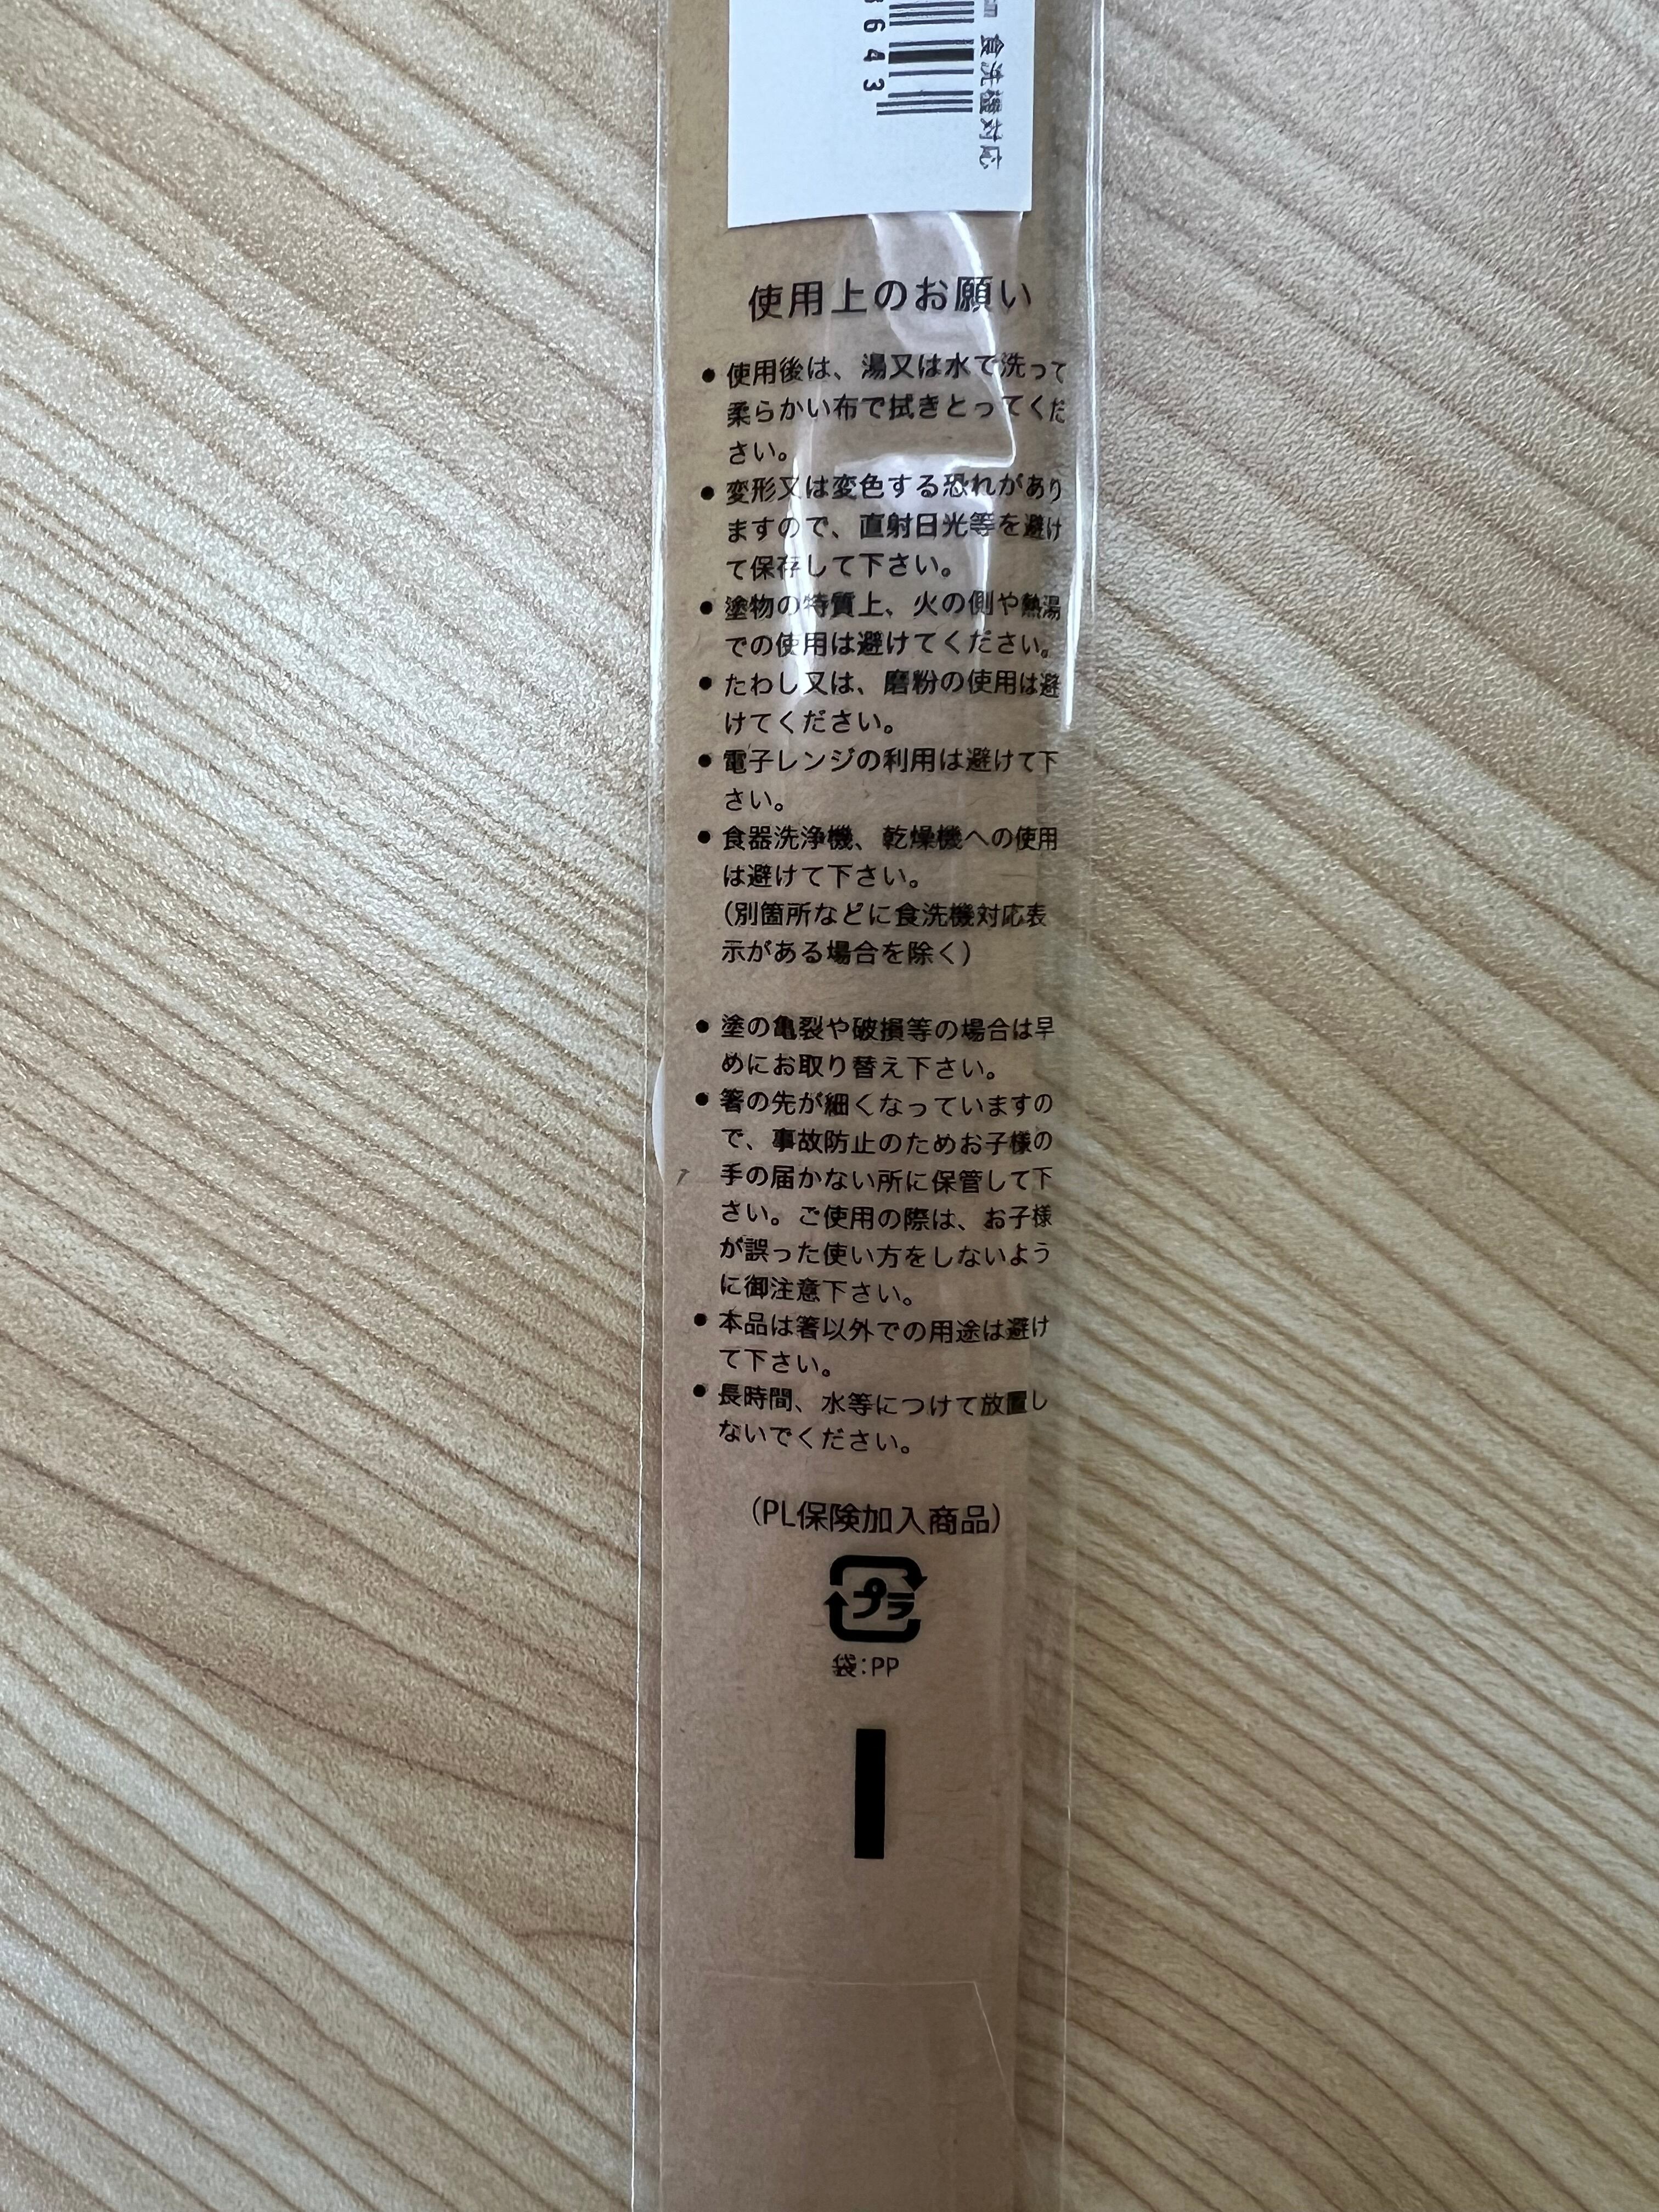 3643
食洗機対応
使用上のお願い
●使用後は、湯又は水で洗って
柔らかい布で拭きとってくだ
さい。
●変形又は変色する恐れがあり
ますので、直射日光等を避け
て保存して下さい。
●塗物の特質上、火の側や熱湯
での使用は避けてください。
●たわし又は、磨粉の使用は避
けてください。
●電子レンジの利用は避けて下
さい。
●食器洗浄機、乾燥機への使用
は避けて下さい。
(別箇所などに食洗機対応表
示がある場合を除く)
●塗の亀裂や破損等の場合は早
めにお取り替え下さい。
●箸の先が細くなっていますの
で、事故防止のためお子様の
手の届かない所に保管して下
さい。ご使用の際は、お子様
が誤った使い方をしないよう
に御注意下さい。
●本品は箸以外での用途は避け
て下さい。
●長時間、水等につけて放置し
ないでください。
(PL保険加入商品)
プラ
袋:PP